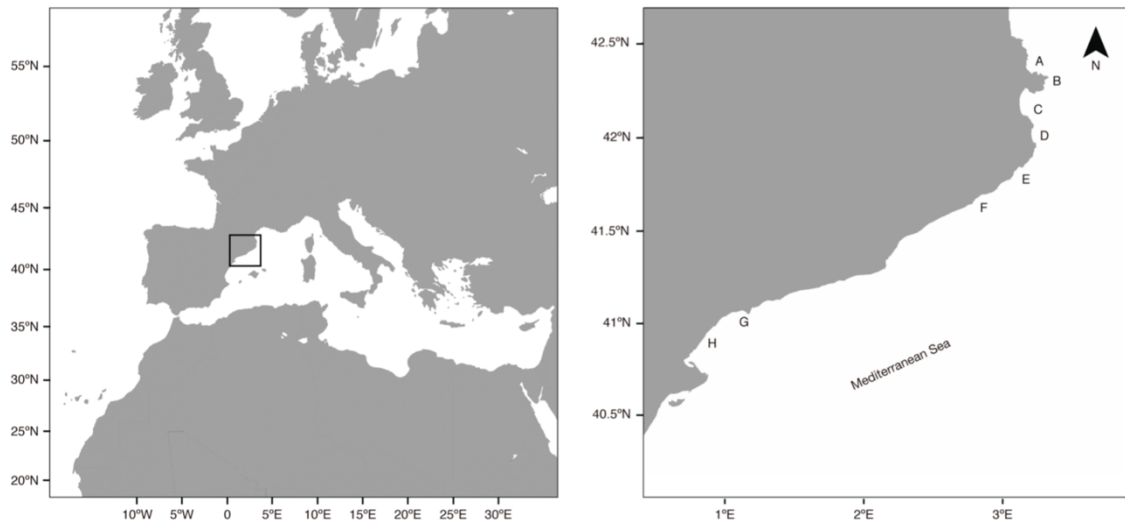 55ºN
50ºN
45ºN
40ºN
35ºN
30ºN
25ºN
20ºN
10ºW 5ºW 0 5ºE 10ºE 15ºE 20ºE 25ºE 30ºE
42.5ºN
42ºN
41.5ºN
41ºN
40.5ºN
N
A
B
C
D
E
F
G
H
Mediterranean Sea
1ºE 2ºE 3ºE